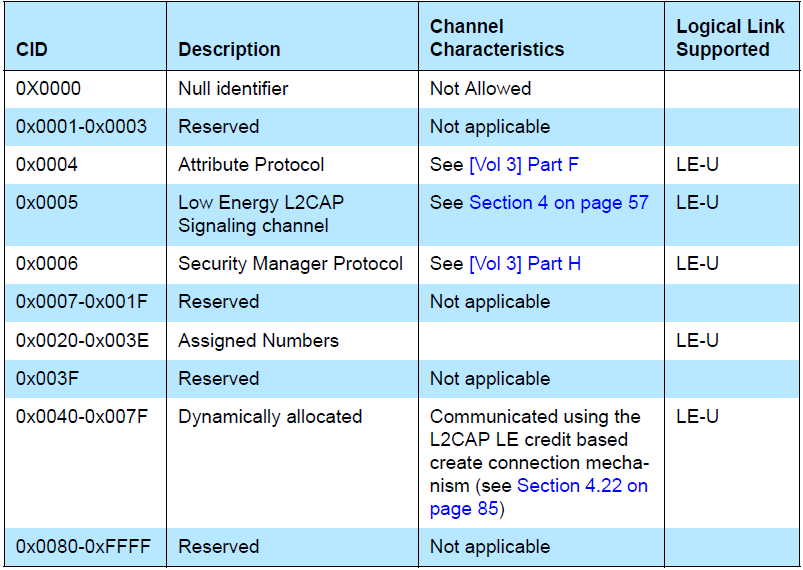 CID Description Channel Characteristics Logical Link Supported
0X0000 Null identifier Not Allowed
0x0001-0x0003 Reserved Not applicable
0x0004 Attribute Protocol See [Vol 3] Part F LE-U
0x0005 Low Energy L2CAP Signaling channel See Section 4 on page 57 LE-U
0x0006 Security Manager Protocol See [Vol 3] Part H LE-U
0x0007-0x001F Reserved Not applicable
0x0020-0x003E Assigned Numbers LE-U
0x003F Reserved Not applicable
0x0040-0x007F Dynamically allocated Communicated using the LE-U
L2CAP LE credit based
create connection mecha-
nism (see Section 4.22 on
page 85)
0x0080-0xFFFF Reserved Not applicable